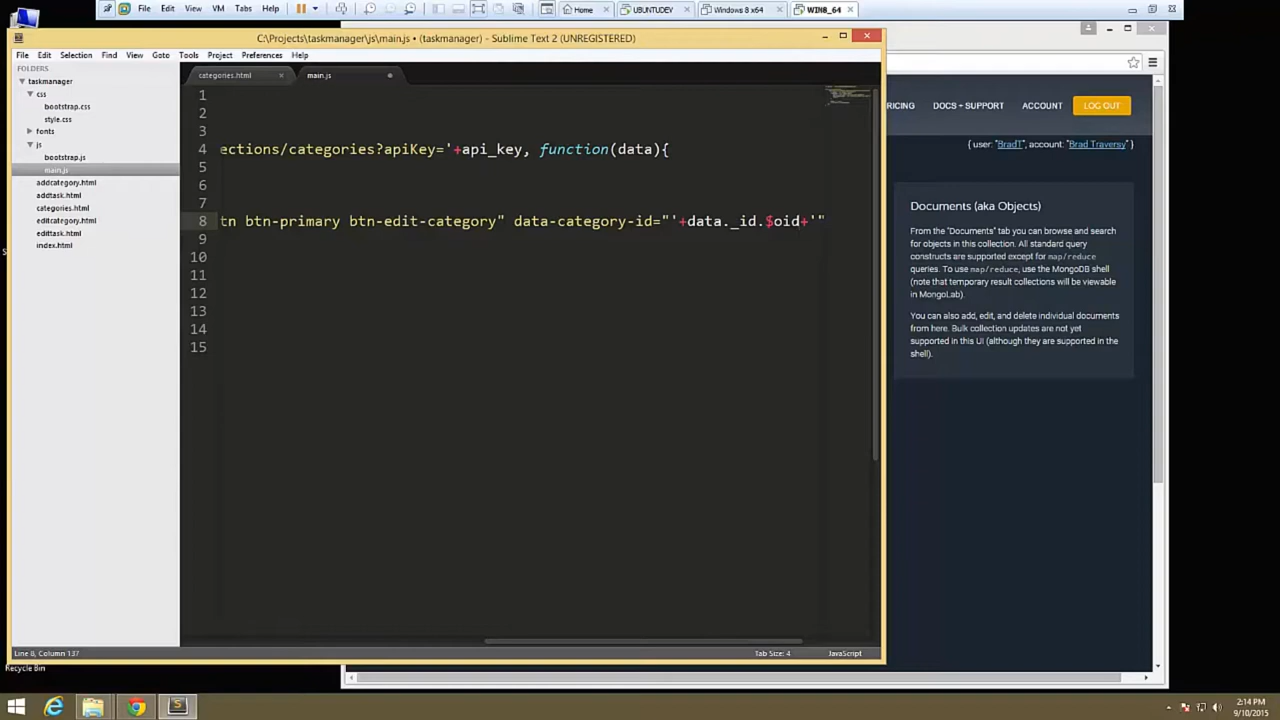 File Edit View VM Tabs Help Home × UBUNTUDEV × Windows 8 x64 × WIN8_64 ×
C:\Projects\taskmanager\js\main.js • (taskmanager) - Sublime Text 2 (UNREGISTERED)
File Edit Selection Find View Goto Tools Project Preferences Help
FOLDERS
taskmanager
css
bootstrap.css
style.css
fonts
js
bootstrap.js
main.js
addcategory.html
addtask.html
categories.html
editcategory.html
edittask.html
index.html
categories.html × main.js
1
2
3
4 ections/categories?apiKey='+api_key, function(data){
5
6
7
8 tn btn-primary btn-edit-category" data-category-id="'+data._id.$oid+'"
9
10
11
12
13
14
15
Line 8, Column 137 Tab Size: 4 JavaScript
RICING DOCS + SUPPORT ACCOUNT LOG OUT
{ user: "BradT", account: "Brad Traversy" }
Documents (aka Objects)
From the "Documents" tab you can browse and search
for objects in this collection. All standard query
constructs are supported except for map/reduce
queries. To use map/reduce, use the MongoDB shell
(note that temporary result collections will be viewable
in MongoLab).
You can also add, edit, and delete individual documents
from here. Bulk collection updates are not yet
supported in this UI (although they are supported in the
shell).
Recycle Bin
2:14 PM
9/10/2015